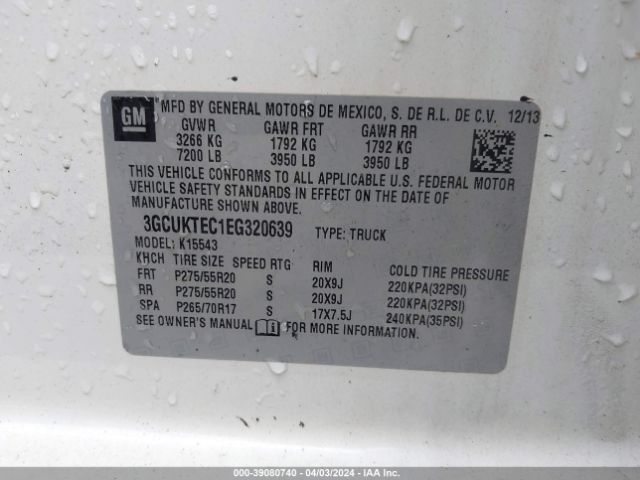 GM
MFD BY GENERAL MOTORS DE MEXICO, S. DE R.L. DE C.V. 12/13
GVWR GAWR FRT GAWR RR
3266 KG 1792 KG 1792 KG
7200 LB 3950 LB 3950 LB
THIS VEHICLE CONFORMS TO ALL APPLICABLE U.S. FEDERAL MOTOR
VEHICLE SAFETY STANDARDS IN EFFECT ON THE DATE OF
MANUFACTURE SHOWN ABOVE.
3GCUKTEC1EG320639 TYPE: TRUCK
MODEL: K15543
KHCH TIRE SIZE SPEED RTG RIM COLD TIRE PRESSURE
FRT P275/55R20 S 20X9J 220KPA(32PSI)
RR P275/55R20 S 20X9J 220KPA(32PSI)
SPA P265/70R17 S 17X7.5J 240KPA(35PSI)
SEE OWNER'S MANUAL FOR MORE INFORMATION.
000-39080740 - 04/03/2024 - IAA Inc.